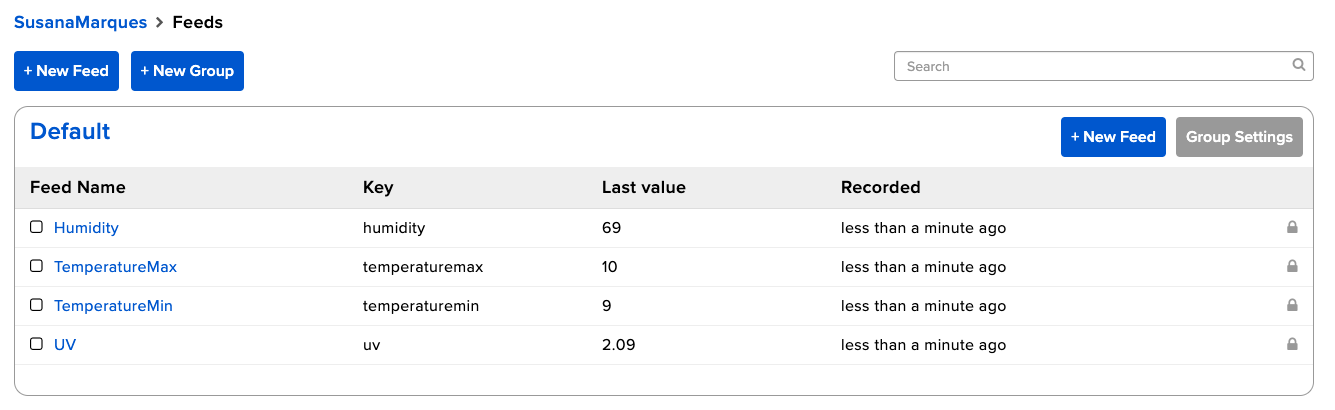 SusanaMarques > Feeds
+ New Feed + New Group Search
Default + New Feed Group Settings
Feed Name Key Last value Recorded
Humidity humidity 69 less than a minute ago
TemperatureMax temperaturemax 10 less than a minute ago
TemperatureMin temperaturemin 9 less than a minute ago
UV uv 2.09 less than a minute ago